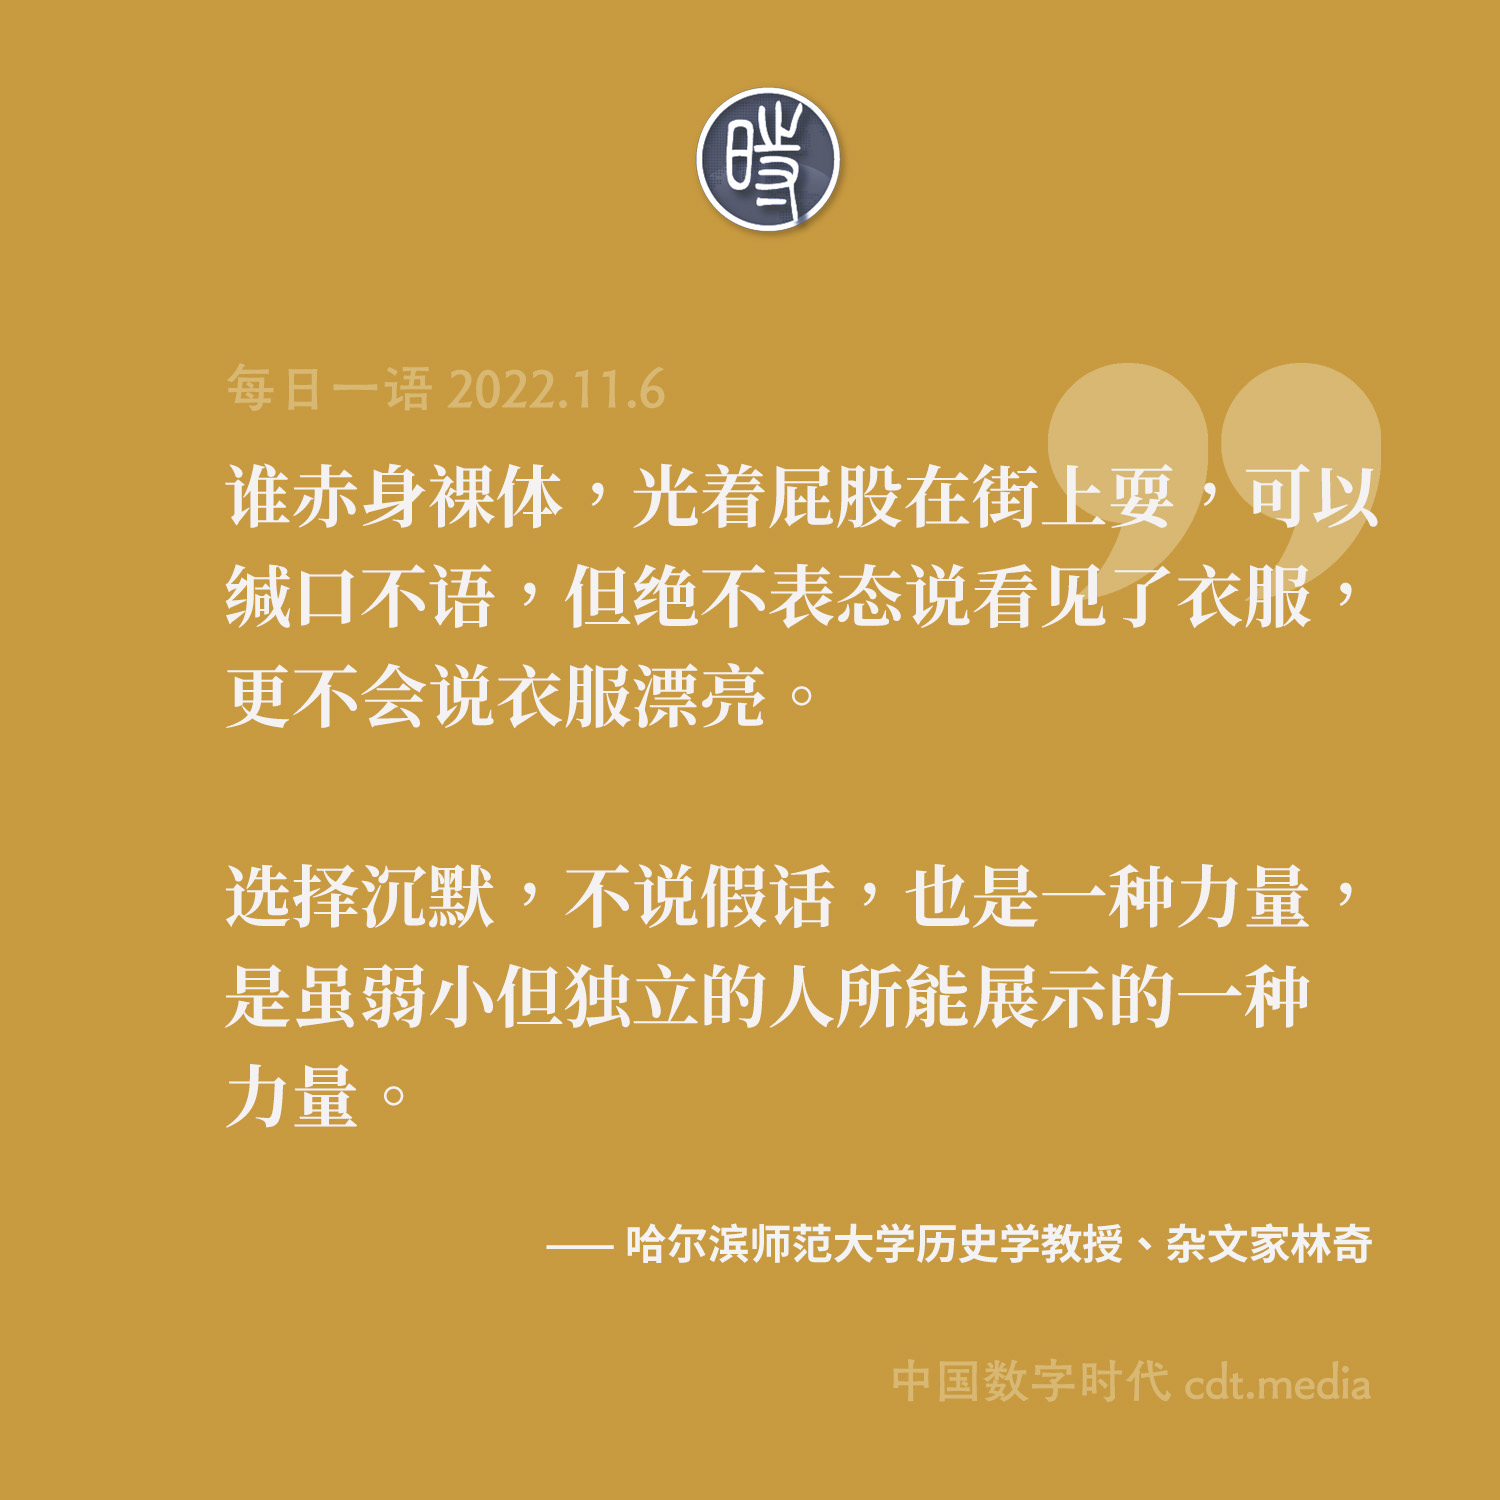 時
每日一语 2022.11.6
谁赤身裸体，光着屁股在街上耍，可以
缄口不语，但绝不表态说看见了衣服，
更不会说衣服漂亮。
选择沉默，不说假话，也是一种力量，
是虽弱小但独立的人所能展示的一种
力量。
—— 哈尔滨师范大学历史学教授、杂文家林奇
中国数字时代 cdt.media